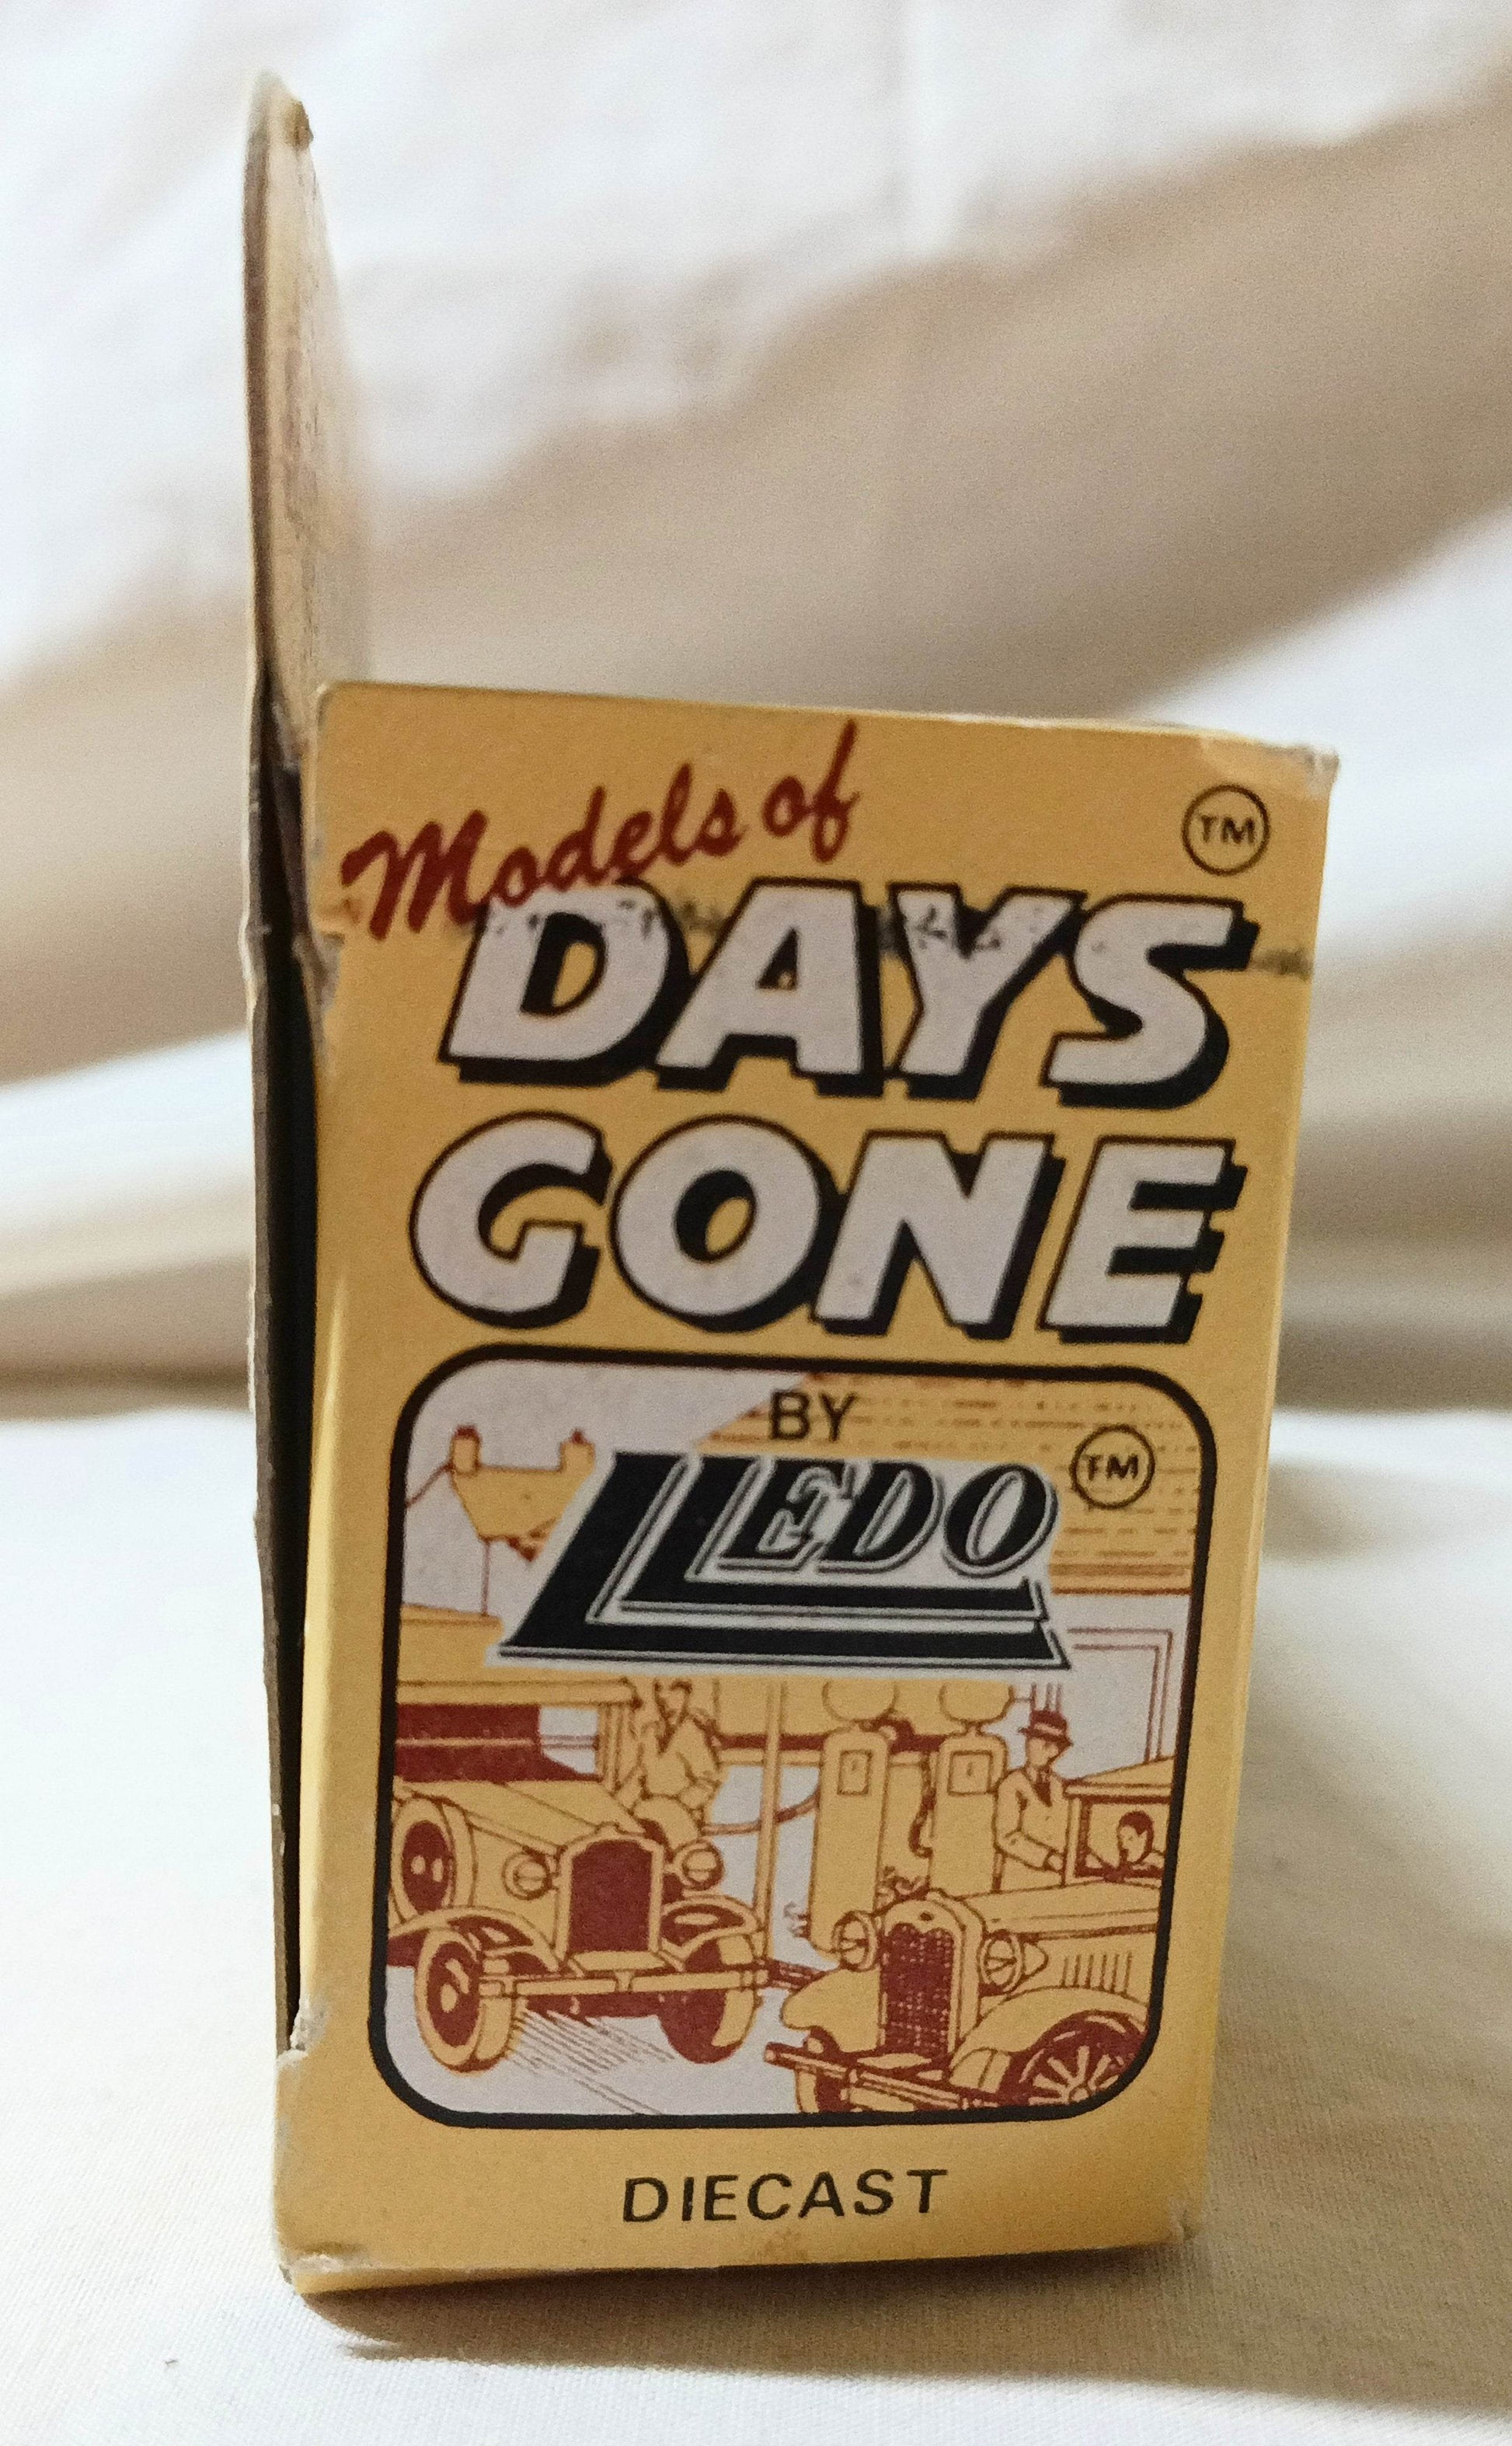 Models of
TM
DAYS
GONE
BY
LLEDO TM
DIECAST